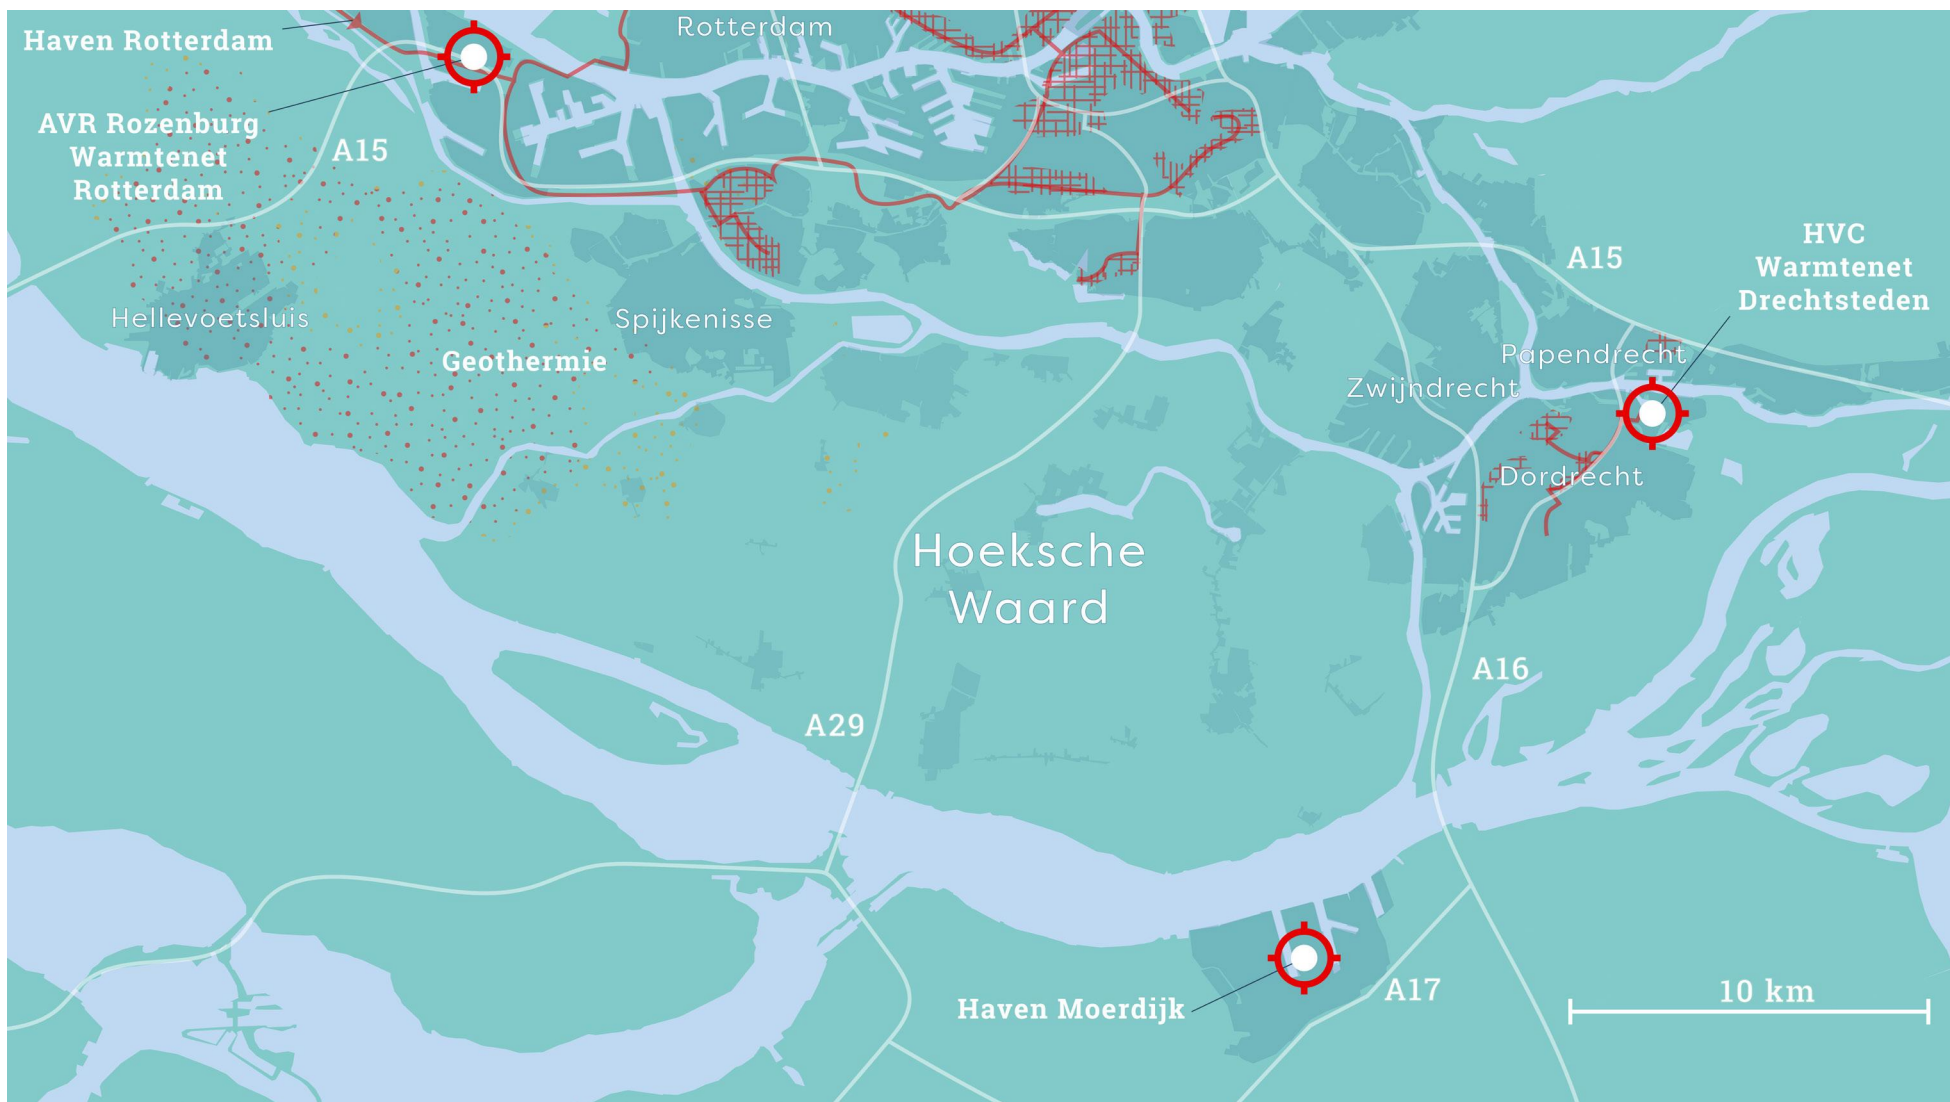 Rotterdam
Haven Rotterdam
AVR Rozenburg
Warmtenet
Rotterdam
A15
HVC
Warmtenet
Drechtsteden
A15
Hellevoetsluis
Spijkenisse
Geothermie
Papendrecht
Zwijndrecht
Dordrecht
Hoeksche
Waard
A16
A29
Haven Moerdijk
A17
10 km